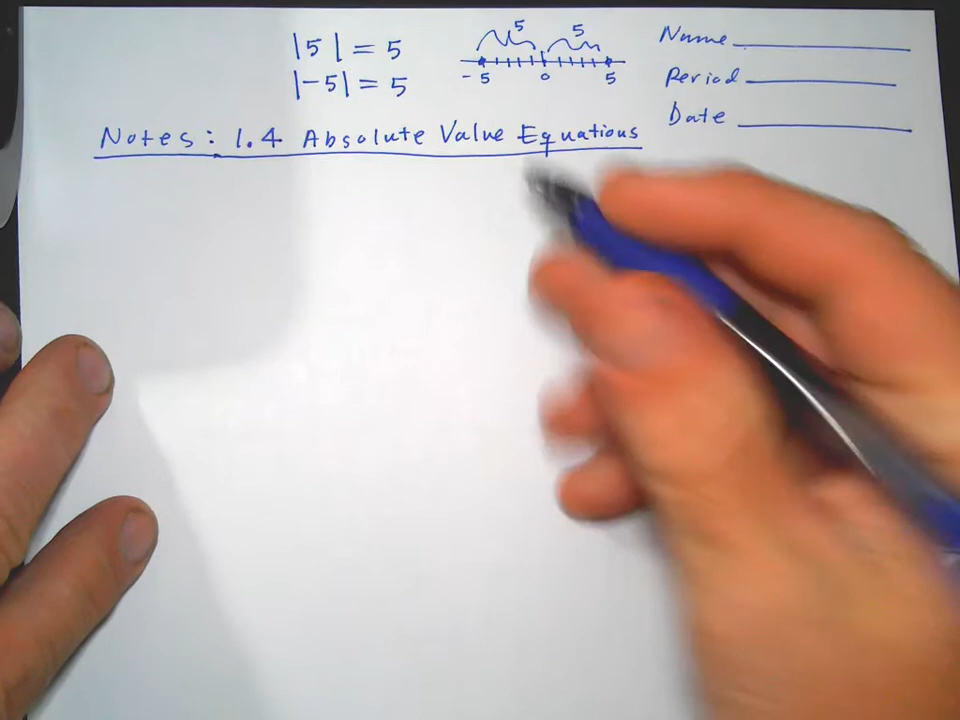 |5| = 5
|-5| = 5
5 5
-5 0 5
Name
Period
Date
Notes: 1.4 Absolute Value Equations